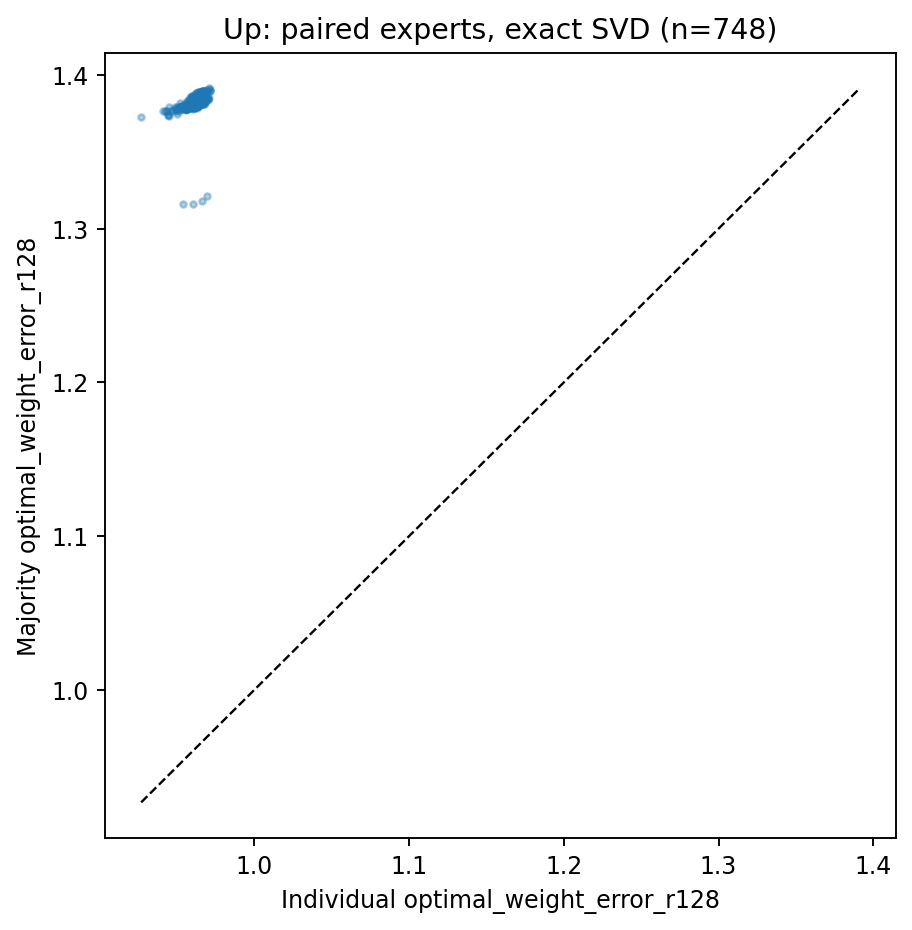 Up: paired experts, exact SVD (n=748)
Majority optimal_weight_error_r128
1.4
1.3
1.2
1.1
1.0
1.0 1.1 1.2 1.3 1.4
Individual optimal_weight_error_r128